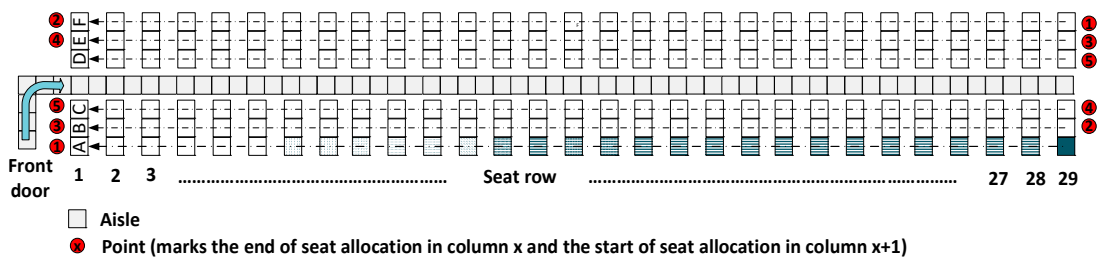 2 F 1
4 E 3
D 5
5 C 4
3 B 2
1 A
Front door 1 2 3 ........ Seat row ........ 27 28 29
Aisle
x Point (marks the end of seat allocation in column x and the start of seat allocation in column x+1)